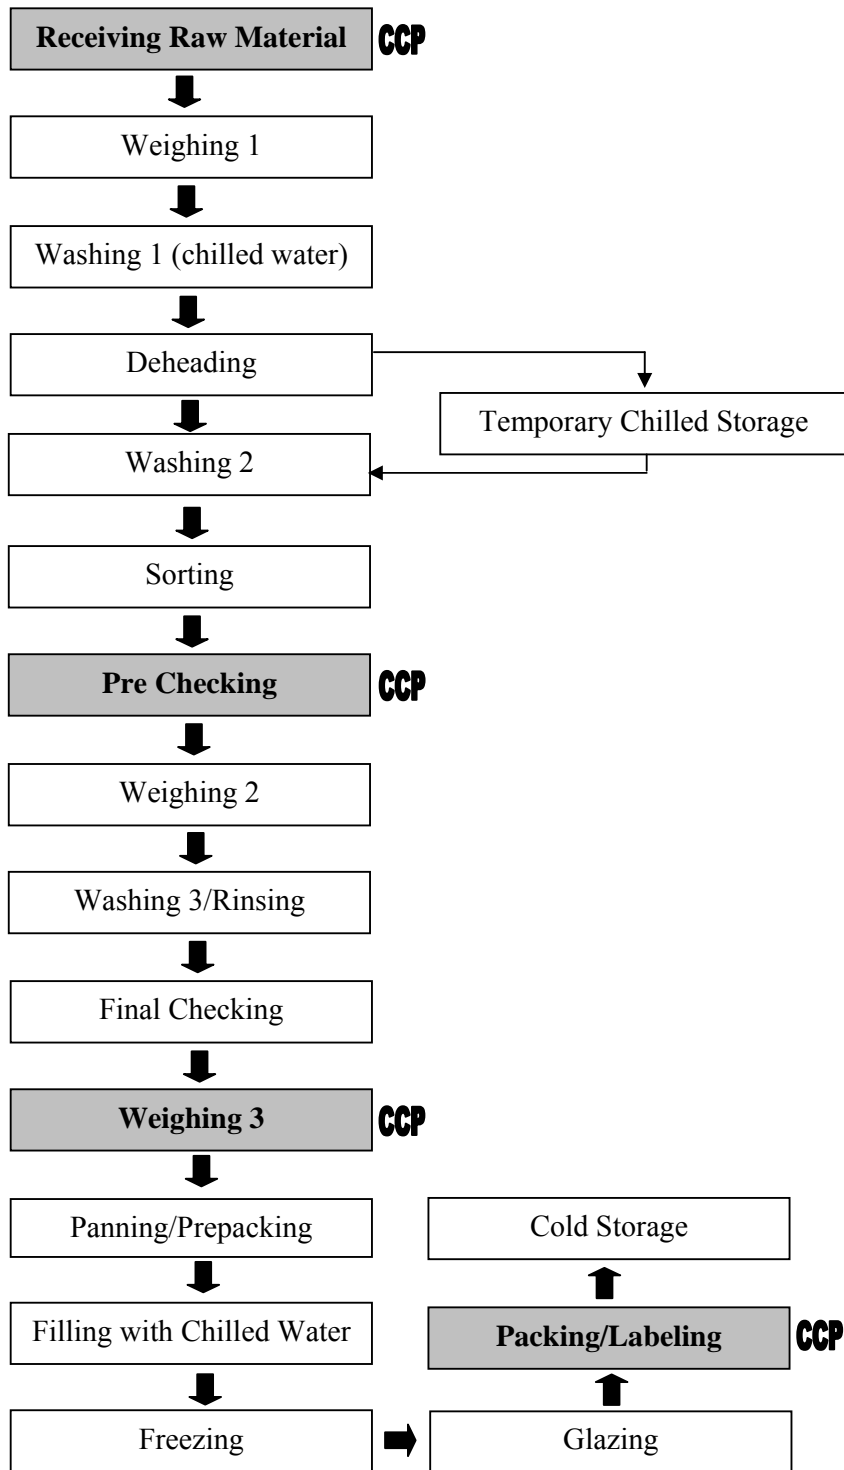 Receiving Raw Material CCP
Weighing 1
Washing 1 (chilled water)
Deheading
Temporary Chilled Storage
Washing 2
Sorting
Pre Checking CCP
Weighing 2
Washing 3/Rinsing
Final Checking
Weighing 3 CCP
Panning/Prepacking
Filling with Chilled Water
Freezing
Glazing
Packing/Labeling CCP
Cold Storage